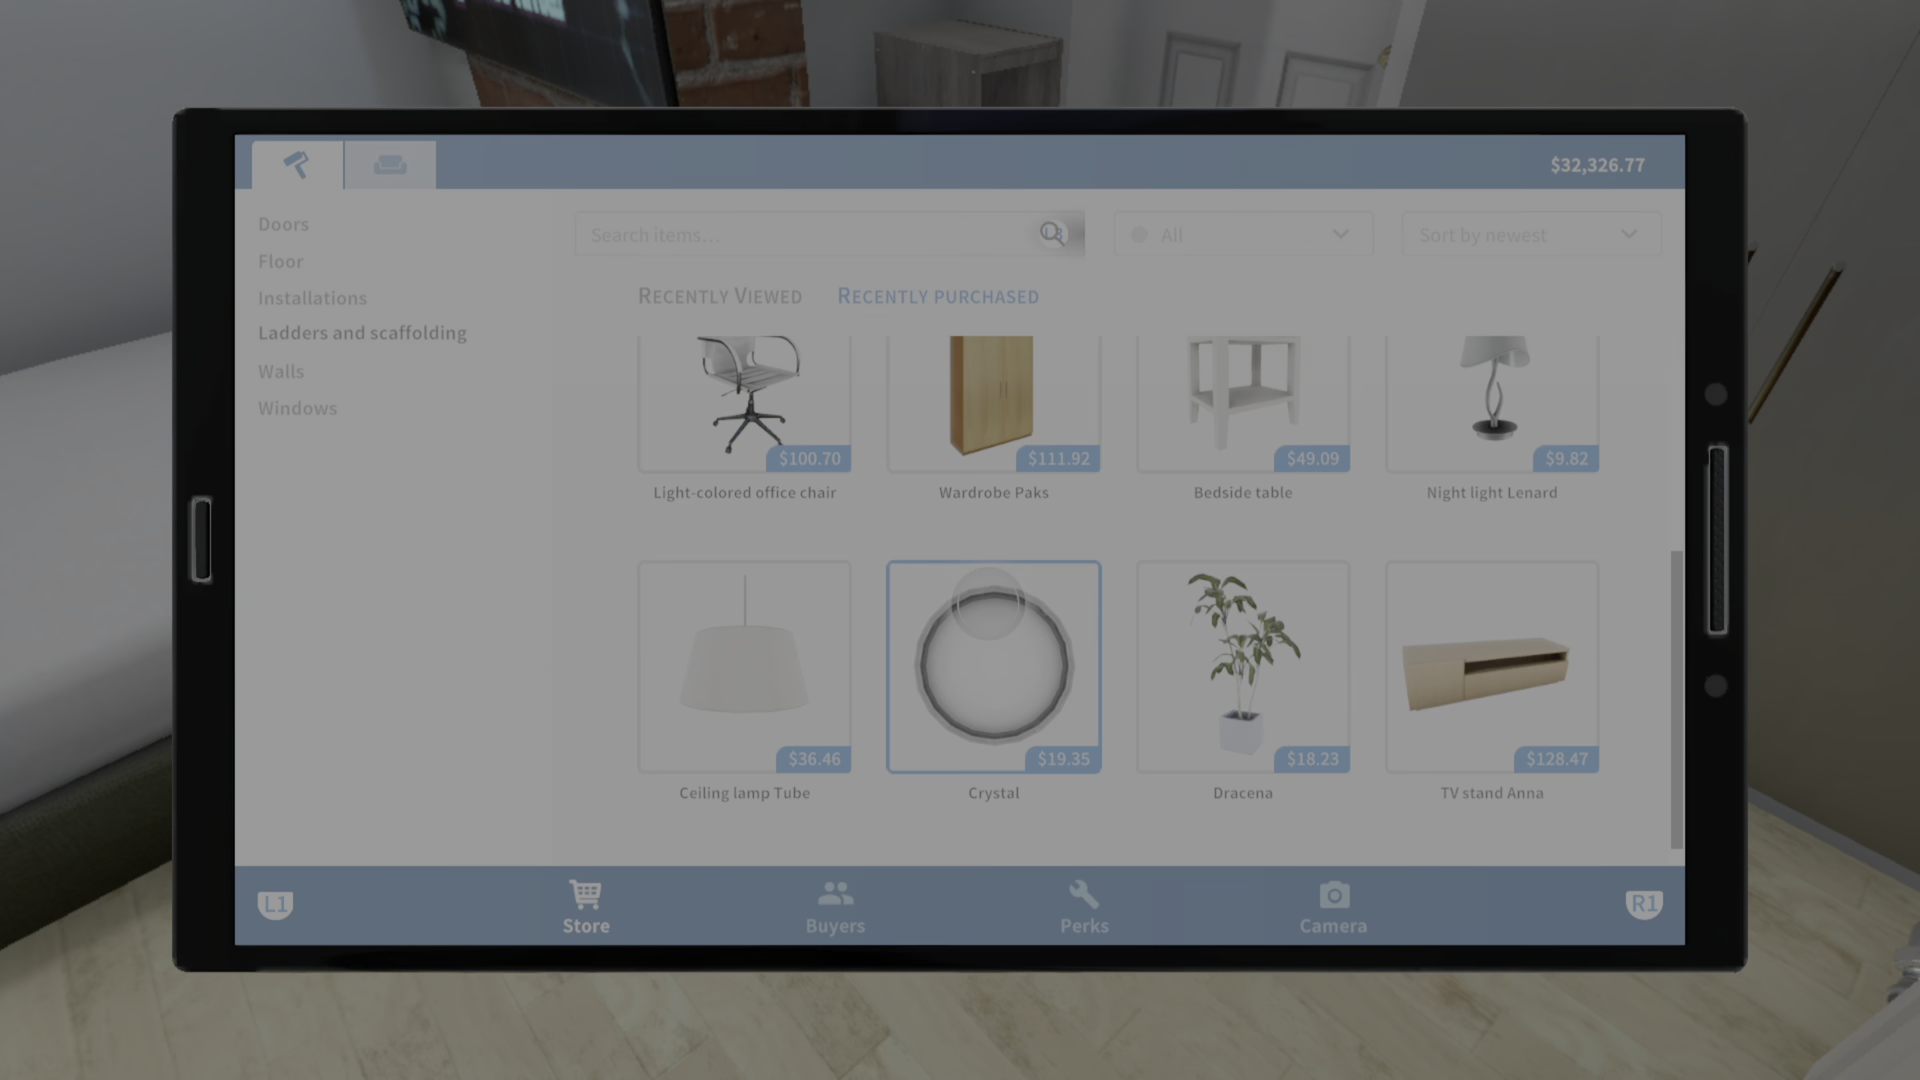 $32,326.77
Doors
Floor
Installations
Ladders and scaffolding
Walls
Windows
Search items...
All
Sort by newest
RECENTLY VIEWED
RECENTLY PURCHASED
$100.70
$111.92
$49.09
$9.82
Light-colored office chair
Wardrobe Paks
Bedside table
Night light Lenard
$36.46
$19.35
$18.23
$128.47
Ceiling lamp Tube
Crystal
Dracena
TV stand Anna
L1
Store
Buyers
Perks
Camera
R1